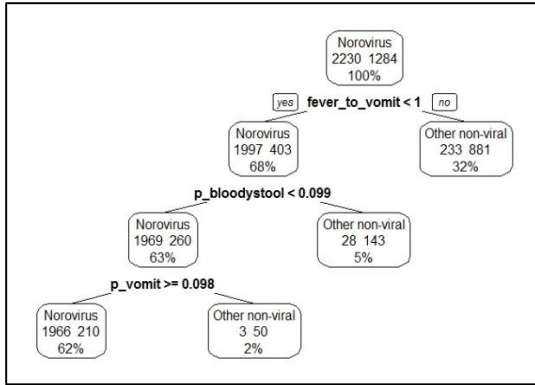 Norovirus
2230 1284
100%
yes fever_to_vomit < 1 no
Norovirus
1997 403
68%
Other non-viral
233 881
32%
p_bloodystool < 0.099
Norovirus
1969 260
63%
Other non-viral
28 143
5%
p_vomit >= 0.098
Norovirus
1966 210
62%
Other non-viral
3 50
2%